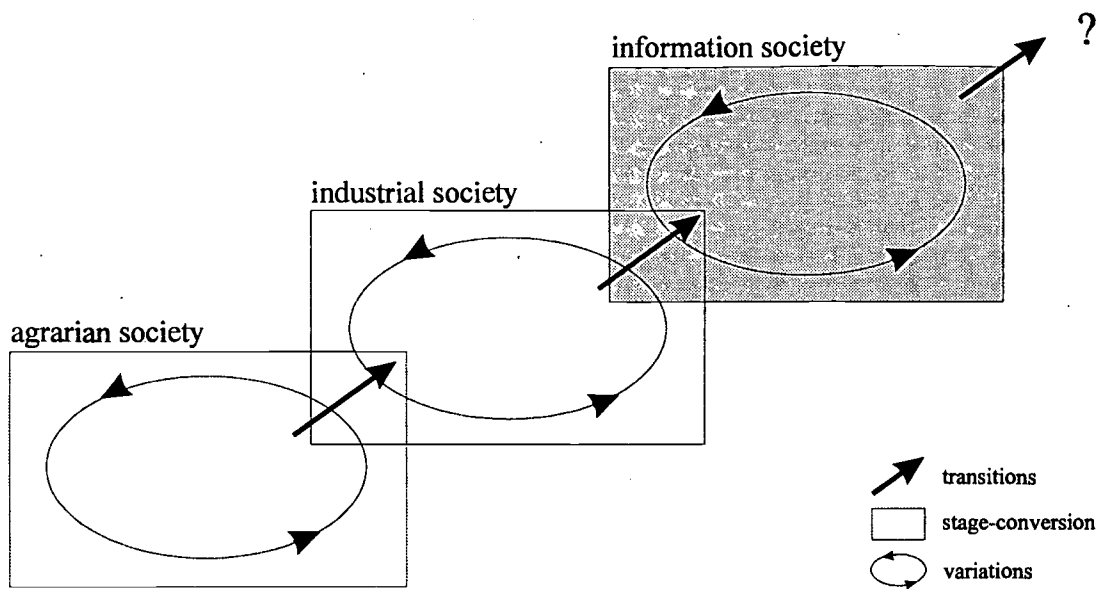 ?
information society
industrial society
agrarian society
transitions
stage-conversion
variations